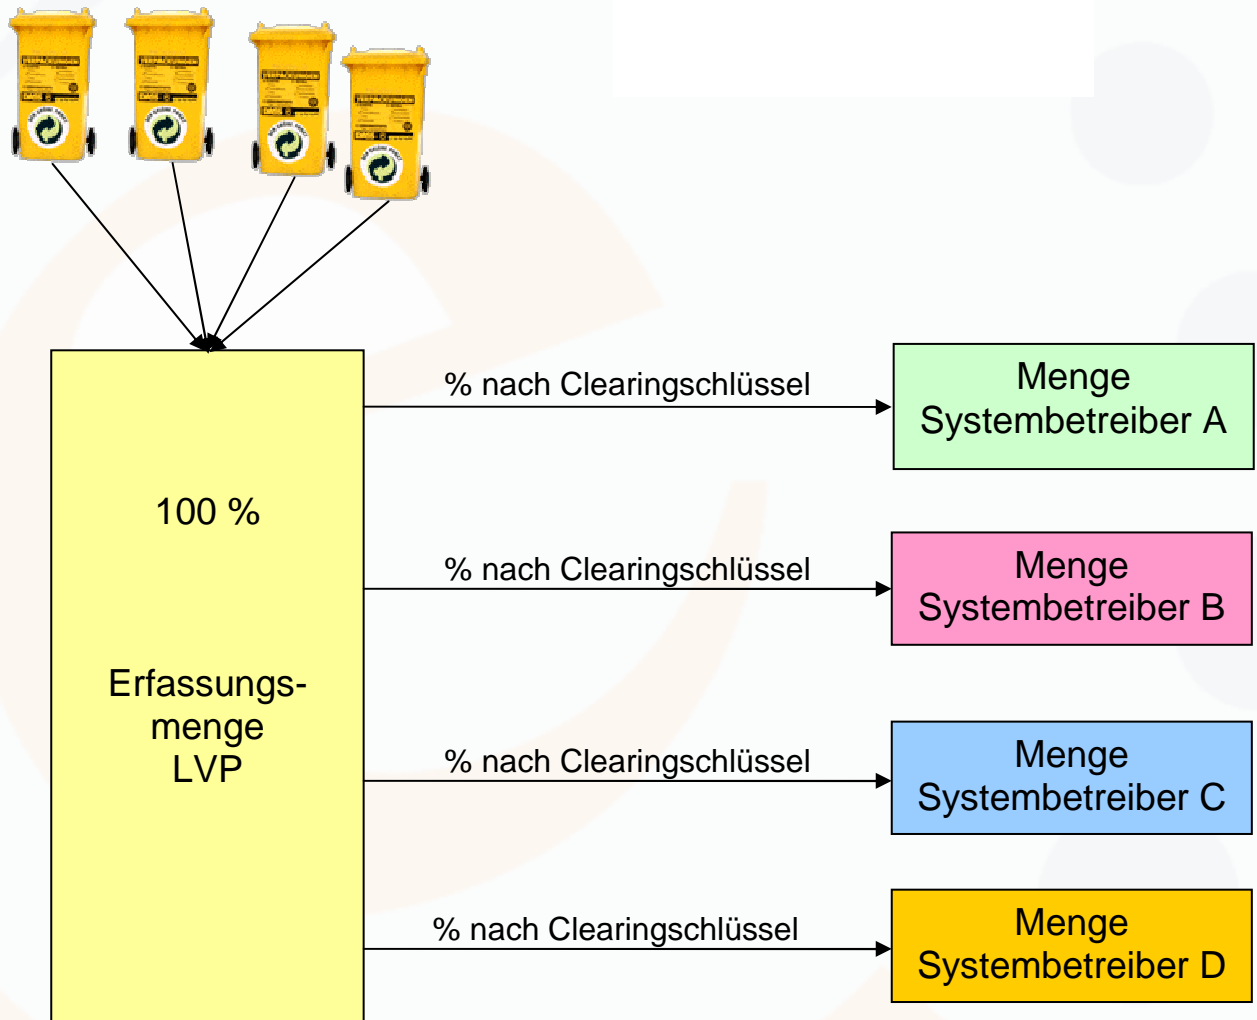 % nach Clearingschlüssel
Menge
Systembetreiber A
100 %
% nach Clearingschlüssel
Menge
Systembetreiber B
Erfassungs-
menge
LVP
% nach Clearingschlüssel
Menge
Systembetreiber C
% nach Clearingschlüssel
Menge
Systembetreiber D